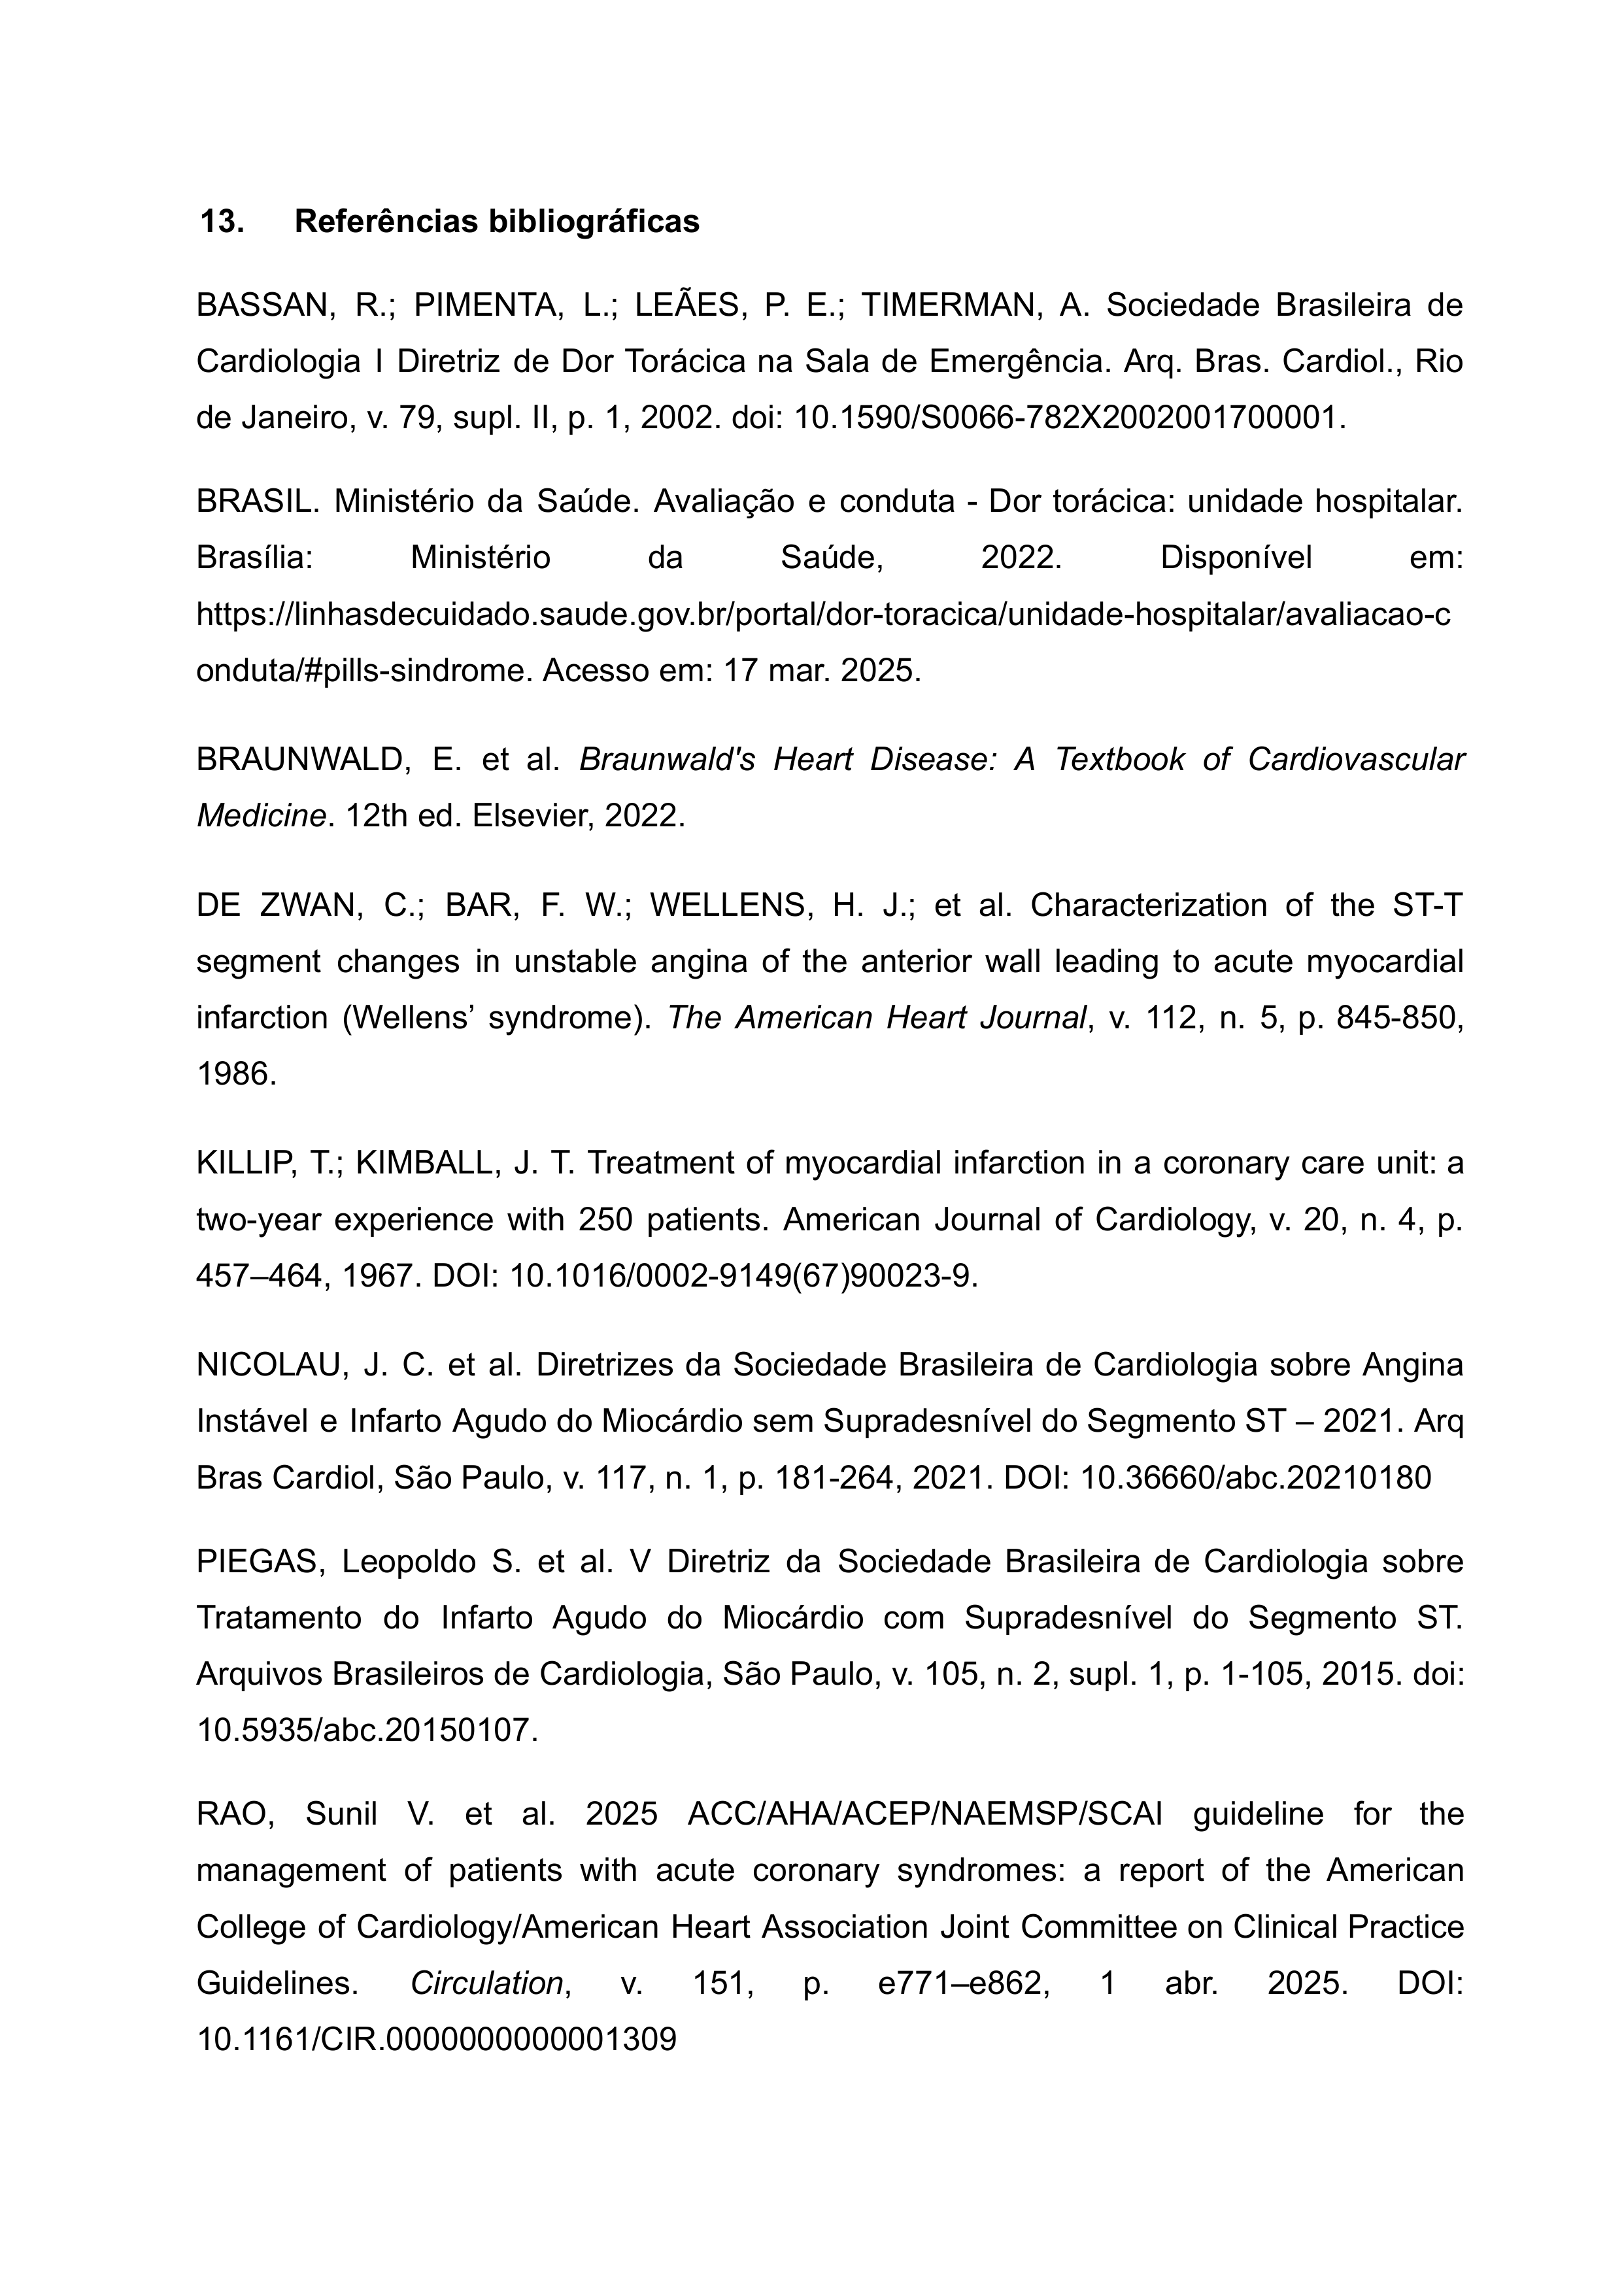 13. Referências bibliográficas
BASSAN, R.; PIMENTA, L.; LEÃES, P. E.; TIMERMAN, A. Sociedade Brasileira de
Cardiologia I Diretriz de Dor Torácica na Sala de Emergência. Arq. Bras. Cardiol., Rio
de Janeiro, v. 79, supl. II, p. 1, 2002. doi: 10.1590/S0066-782X2002001700001.
BRASIL. Ministério da Saúde. Avaliação e conduta - Dor torácica: unidade hospitalar.
Brasília: Ministério da Saúde, 2022. Disponível em:
https://linhasdecuidado.saude.gov.br/portal/dor-toracica/unidade-hospitalar/avaliacao-c
onduta/#pills-sindrome. Acesso em: 17 mar. 2025.
BRAUNWALD, E. et al. Braunwald's Heart Disease: A Textbook of Cardiovascular
Medicine. 12th ed. Elsevier, 2022.
DE ZWAN, C.; BAR, F. W.; WELLENS, H. J.; et al. Characterization of the ST-T
segment changes in unstable angina of the anterior wall leading to acute myocardial
infarction (Wellens’ syndrome). The American Heart Journal, v. 112, n. 5, p. 845-850,
1986.
KILLIP, T.; KIMBALL, J. T. Treatment of myocardial infarction in a coronary care unit: a
two-year experience with 250 patients. American Journal of Cardiology, v. 20, n. 4, p.
457–464, 1967. DOI: 10.1016/0002-9149(67)90023-9.
NICOLAU, J. C. et al. Diretrizes da Sociedade Brasileira de Cardiologia sobre Angina
Instável e Infarto Agudo do Miocárdio sem Supradesnível do Segmento ST – 2021. Arq
Bras Cardiol, São Paulo, v. 117, n. 1, p. 181-264, 2021. DOI: 10.36660/abc.20210180
PIEGAS, Leopoldo S. et al. V Diretriz da Sociedade Brasileira de Cardiologia sobre
Tratamento do Infarto Agudo do Miocárdio com Supradesnível do Segmento ST.
Arquivos Brasileiros de Cardiologia, São Paulo, v. 105, n. 2, supl. 1, p. 1-105, 2015. doi:
10.5935/abc.20150107.
RAO, Sunil V. et al. 2025 ACC/AHA/ACEP/NAEMSP/SCAI guideline for the
management of patients with acute coronary syndromes: a report of the American
College of Cardiology/American Heart Association Joint Committee on Clinical Practice
Guidelines. Circulation, v. 151, p. e771–e862, 1 abr. 2025. DOI:
10.1161/CIR.0000000000001309